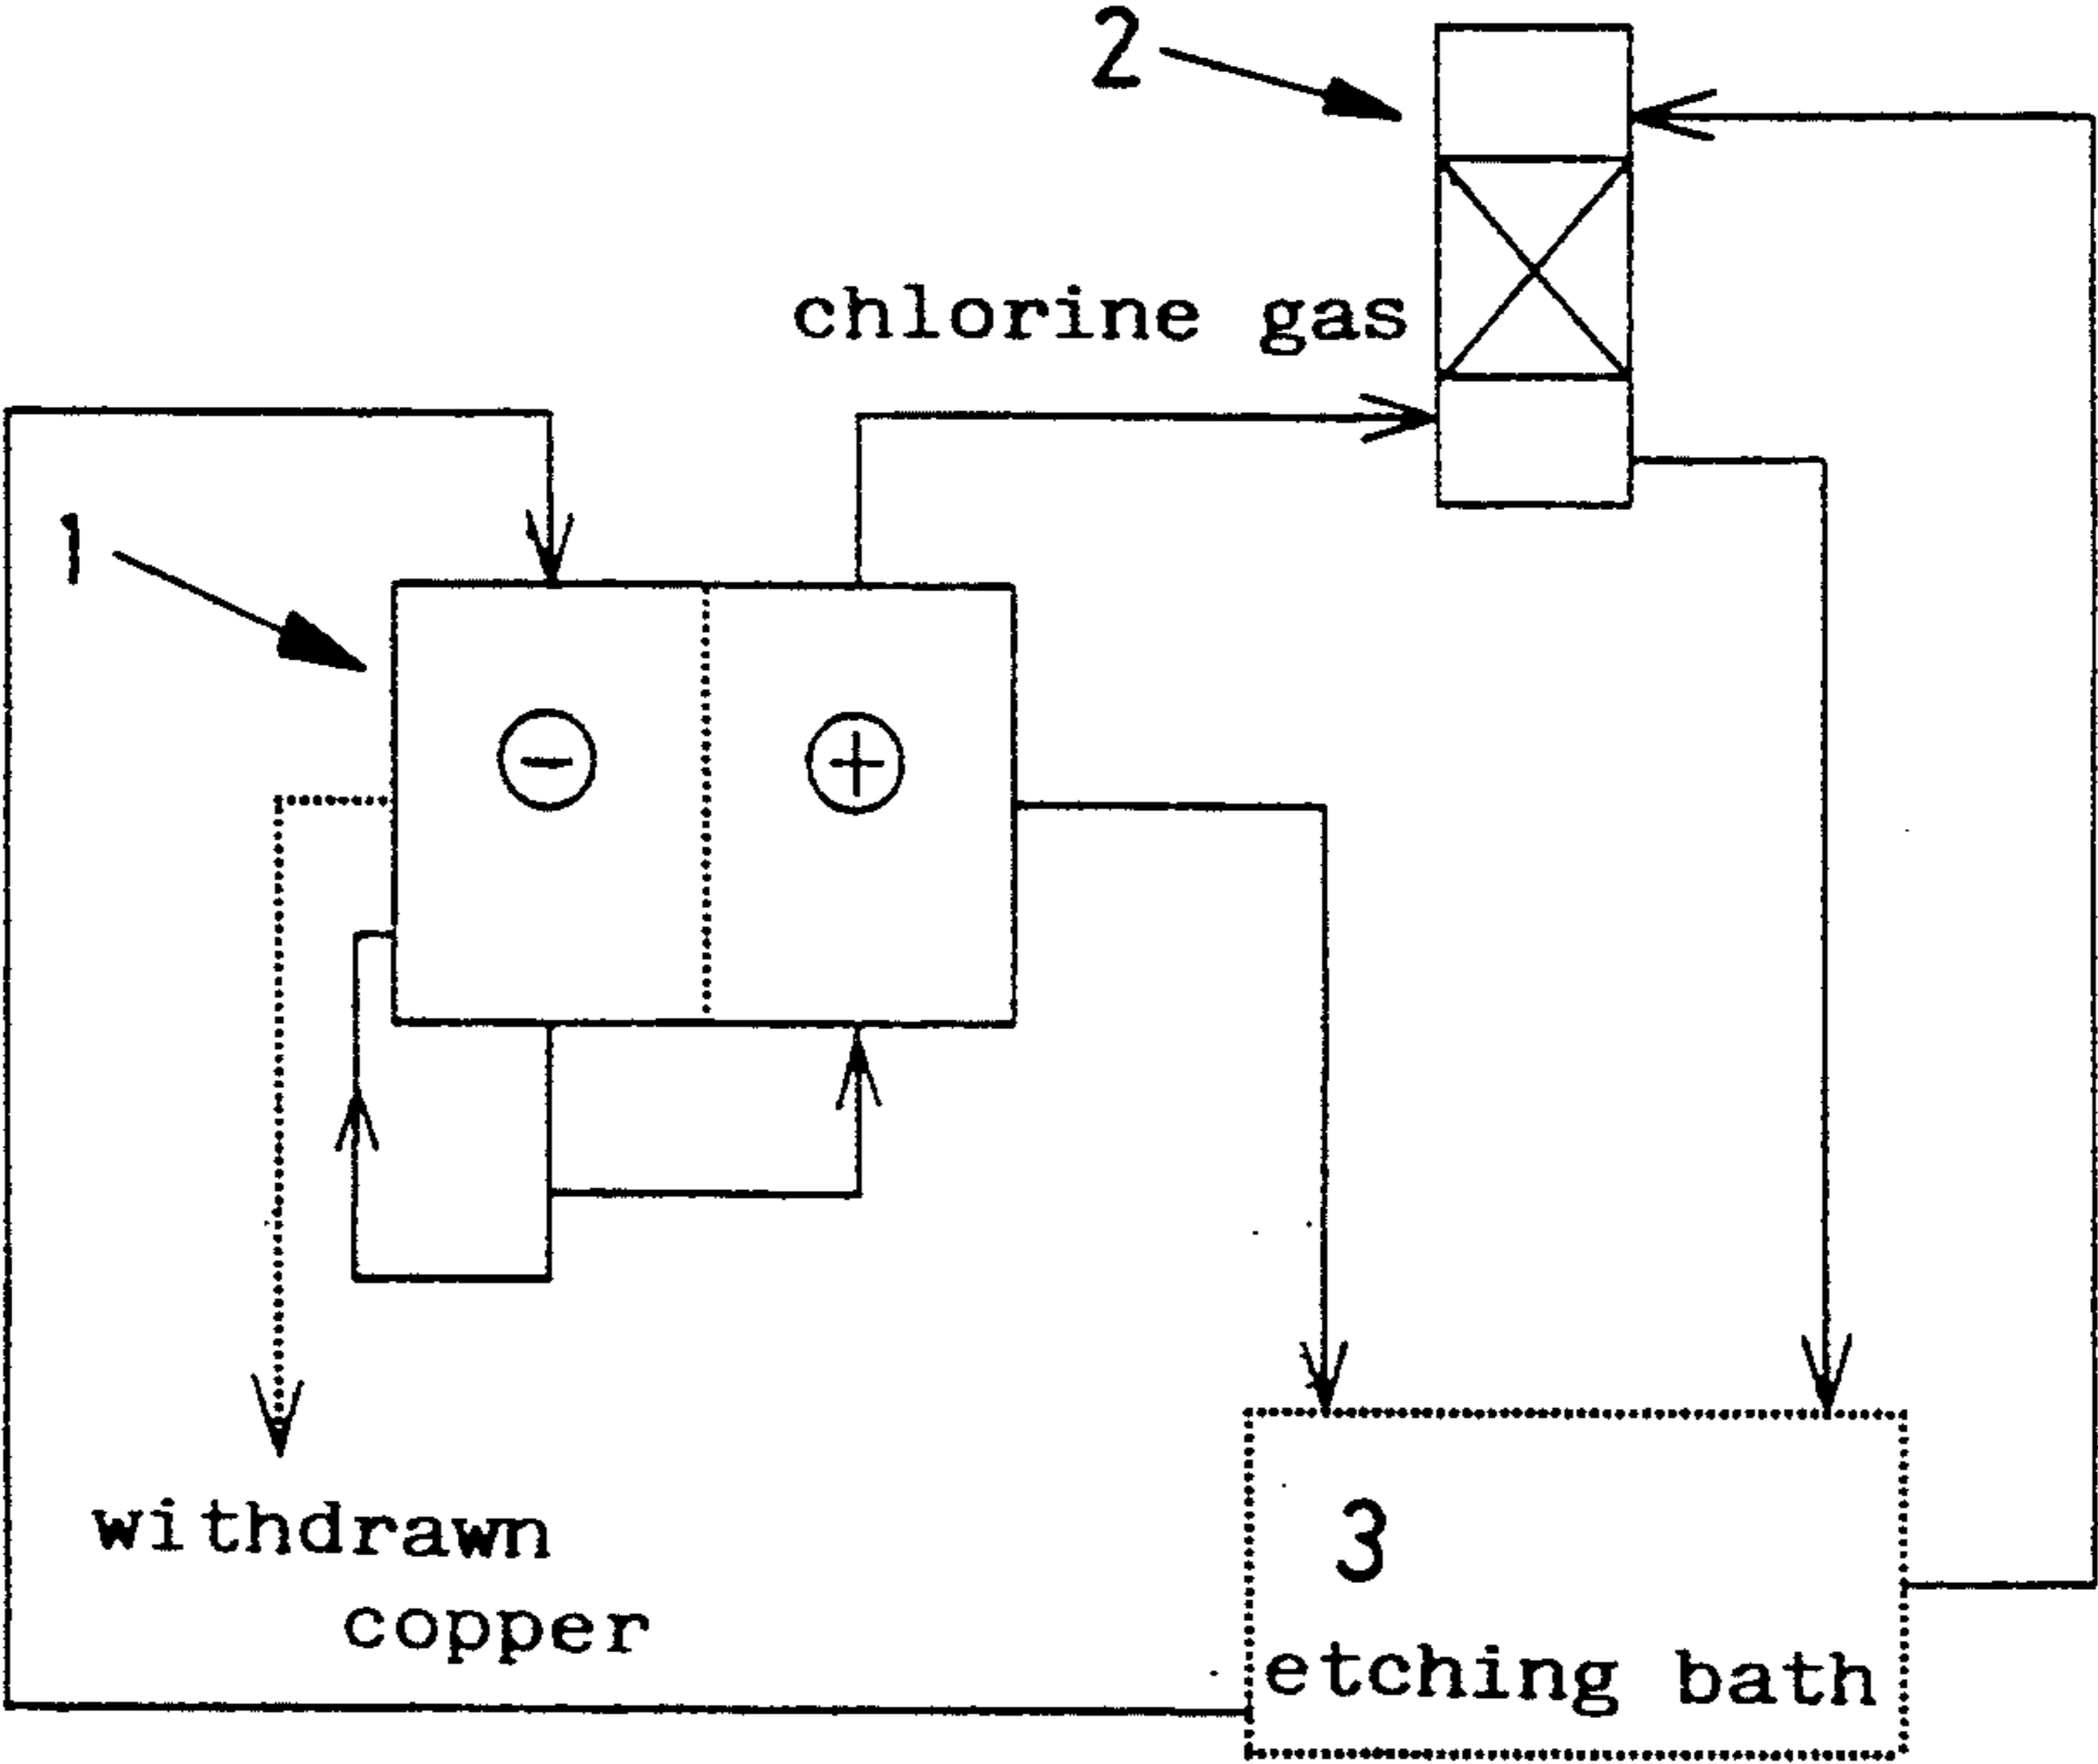 2
chlorine gas
1
−
+
withdrawn
copper
3
etching bath